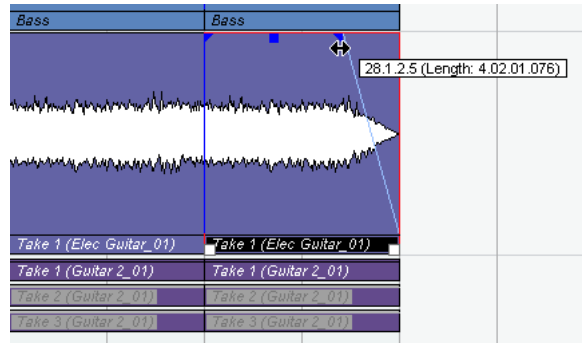 Bass Bass
28.1.2.5 (Length: 4.02.01.076)
Take 1 (Elec Guitar_01) Take 1 (Elec Guitar_01)
Take 1 (Guitar 2_01) Take 1 (Guitar 2_01)
Take 2 (Guitar 2_01) Take 2 (Guitar 2_01)
Take 3 (Guitar 2_01) Take 3 (Guitar 2_01)